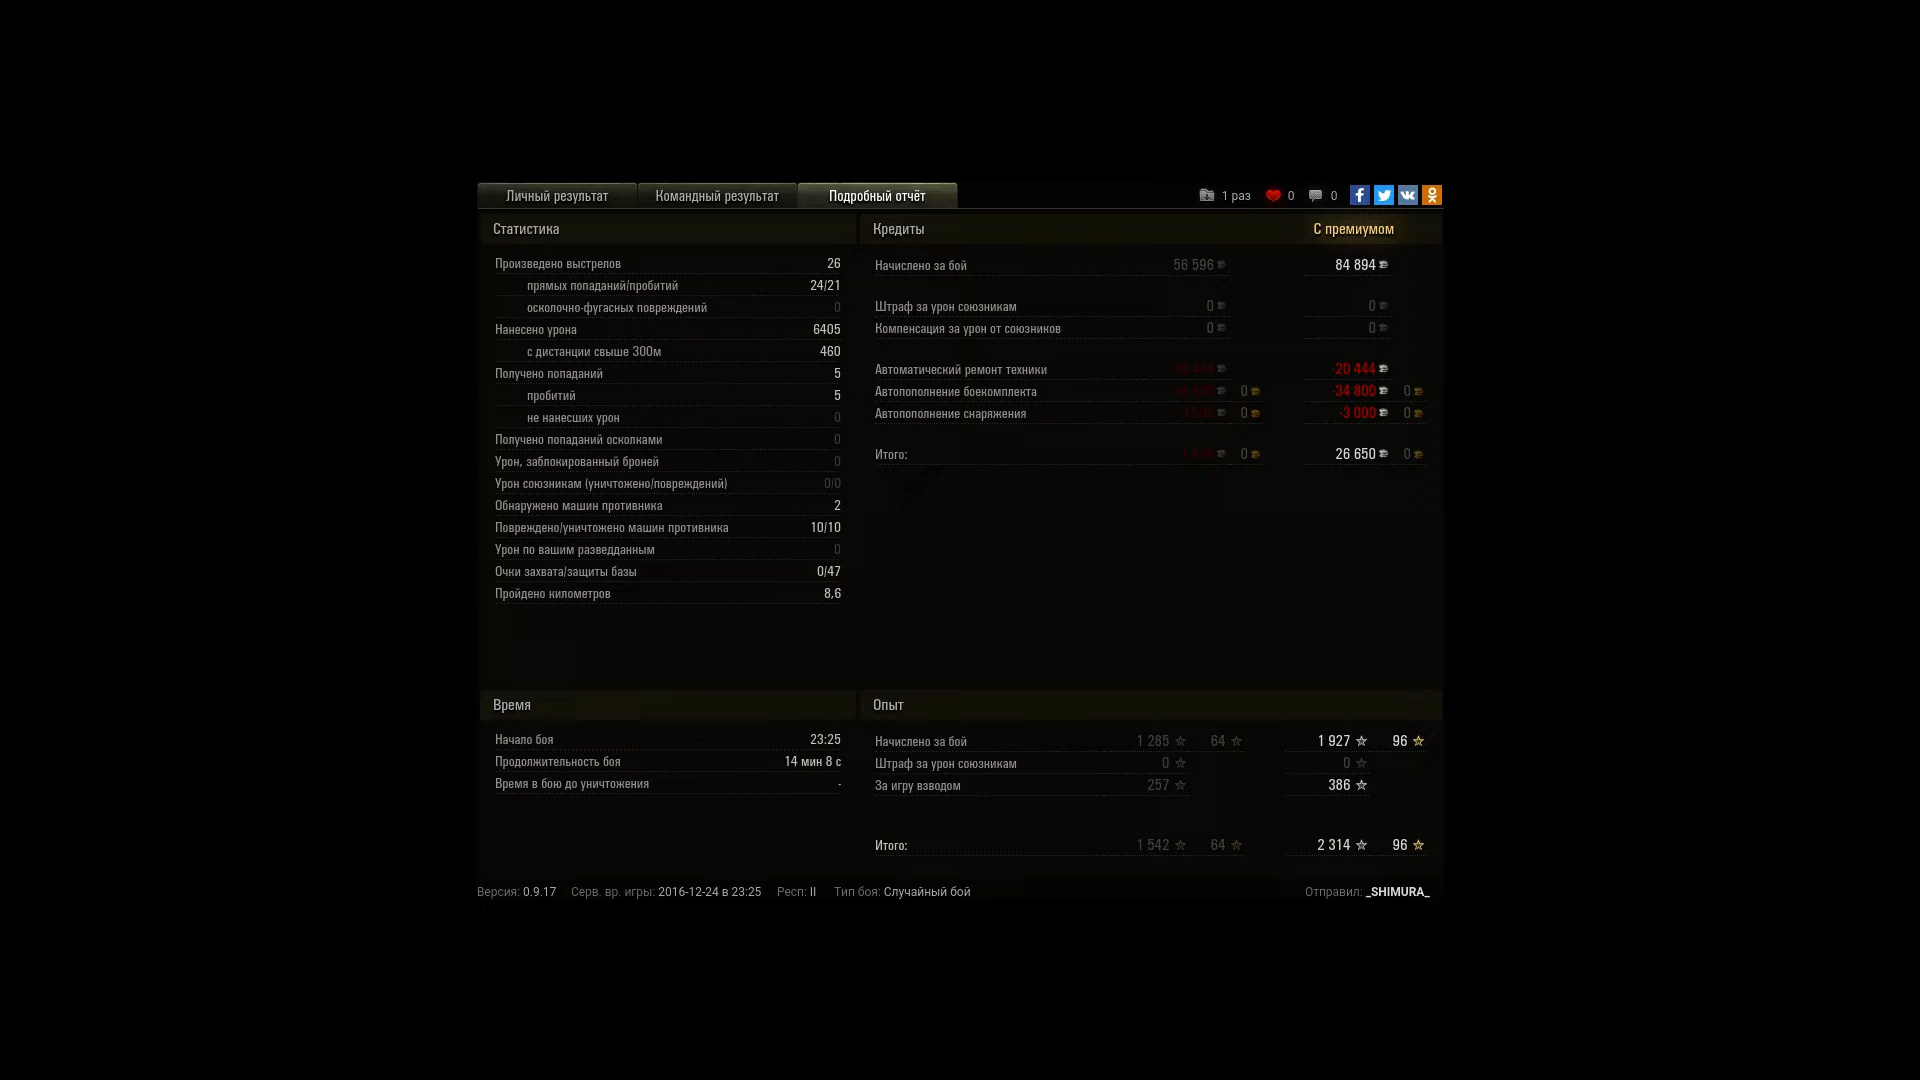 Личный результат Командный результат Подробный отчёт 1 раз 0 0
Статистика
Произведено выстрелов 26
прямых попаданий/пробитий 24/21
осколочно-фугасных повреждений 0
Нанесено урона 6405
с дистанции свыше 300м 460
Получено попаданий 5
пробитий 5
не нанесших урон 0
Получено попаданий осколками 0
Урон, заблокированный броней 0
Урон союзникам (уничтожено/повреждений) 0/0
Обнаружено машин противника 2
Повреждено/уничтожено машин противника 10/10
Урон по вашим разведданным 0
Очки захвата/защиты базы 0/47
Пройдено километров 8,6
Кредиты С премиумом
Начислено за бой 56 596 84 894
Штраф за урон союзникам 0 0
Компенсация за урон от союзников 0 0
Автоматический ремонт техники -20 444
Автопополнение боекомплекта 0 -34 800 0
Автопополнение снаряжения 0 -3 000 0
Итого: 0 26 650 0
Время
Начало боя 23:25
Продолжительность боя 14 мин 8 с
Время в бою до уничтожения -
Опыт
Начислено за бой 1 285 64 1 927 96
Штраф за урон союзникам 0 0
За игру взводом 257 386
Итого: 1 542 64 2 314 96
Версия: 0.9.17 Серв. вр. игры: 2016-12-24 в 23:25 Респ: II Тип боя: Случайный бой Отправил: _SHIMURA_